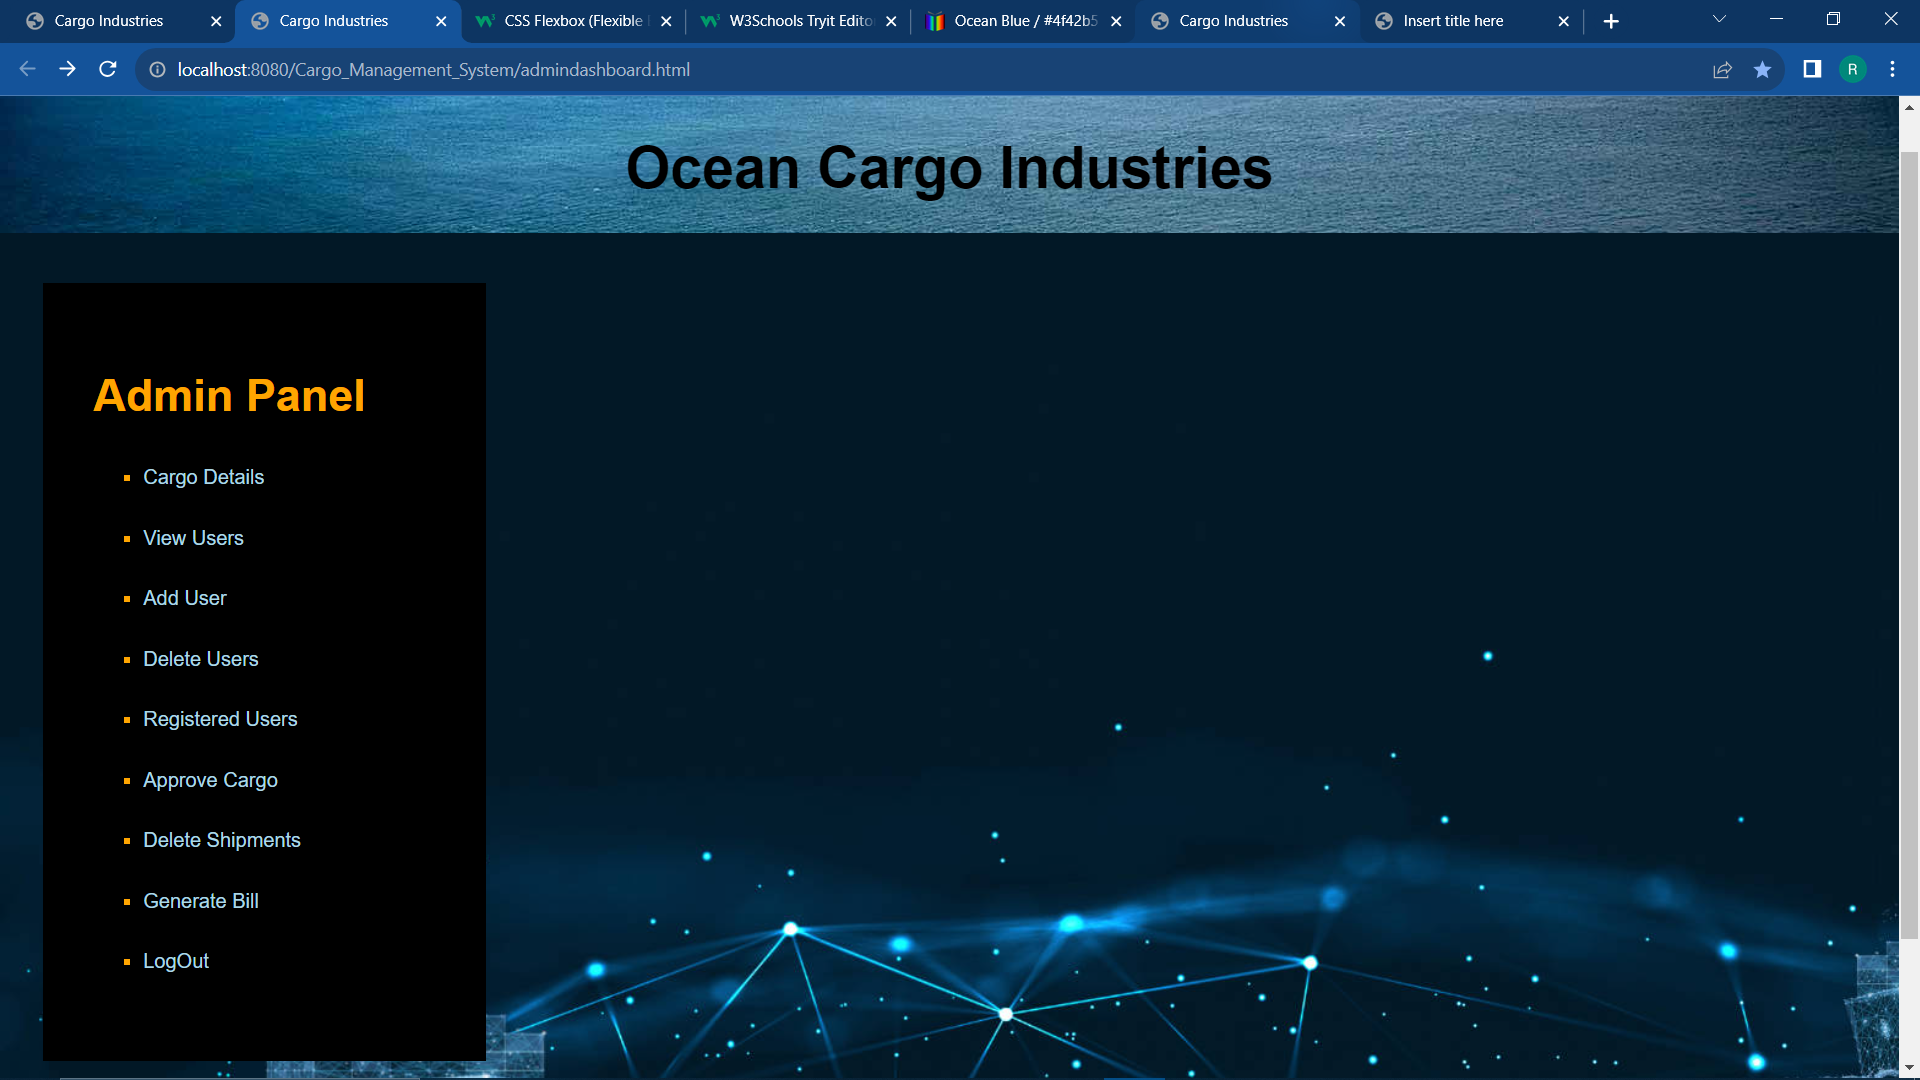 Cargo Industries
Cargo Industries
CSS Flexbox (Flexible
W3Schools Tryit Edito
Ocean Blue / #4f42b5
Cargo Industries
Insert title here
localhost:8080/Cargo_Management_System/admindashboard.html
R
Ocean Cargo Industries
Admin Panel
Cargo Details
View Users
Add User
Delete Users
Registered Users
Approve Cargo
Delete Shipments
Generate Bill
LogOut